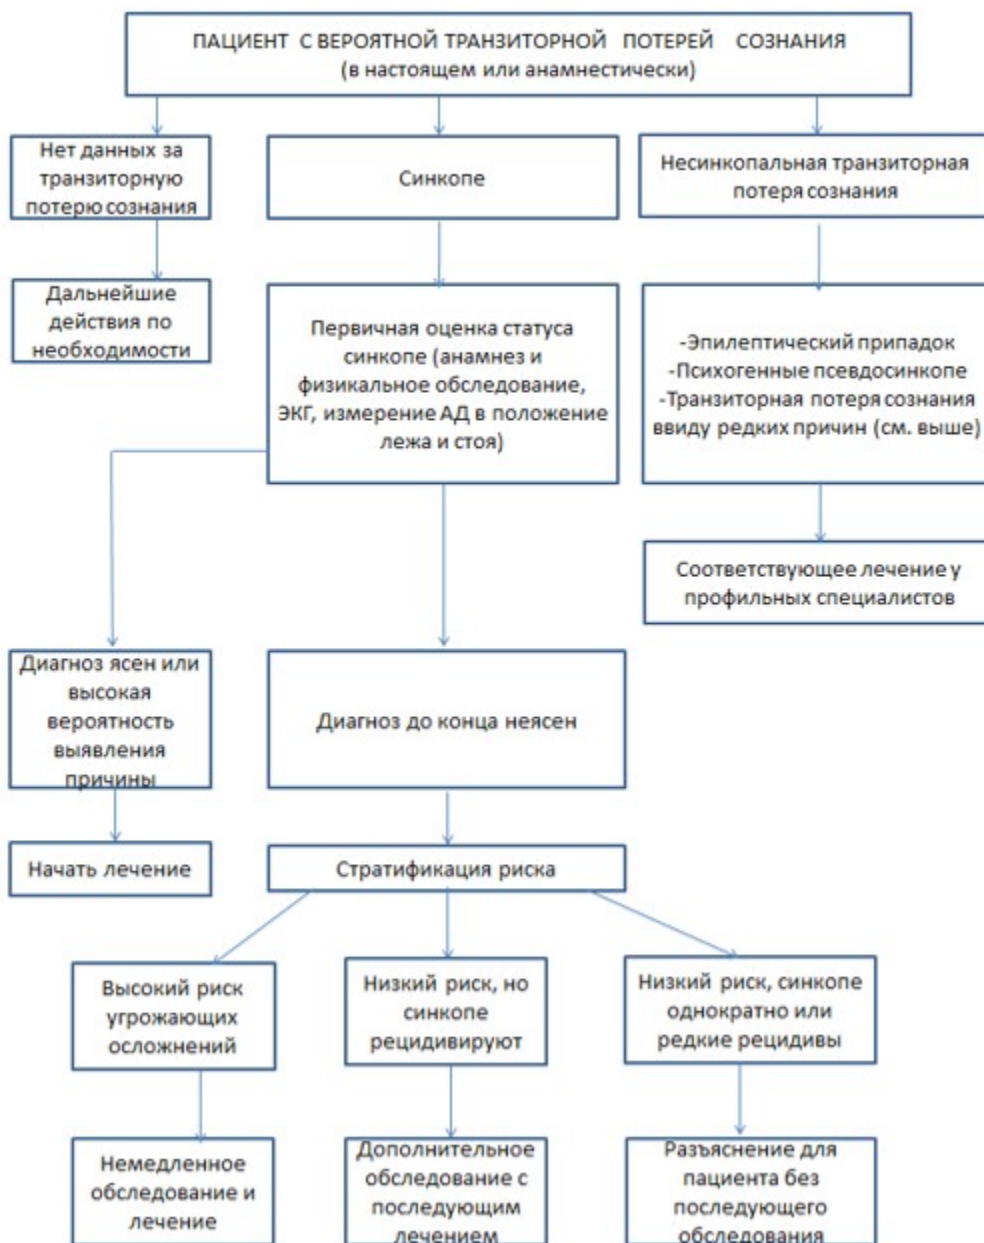 ПАЦИЕНТ С ВЕРОЯТНОЙ ТРАНЗИТОРНОЙ ПОТЕРЕЙ СОЗНАНИЯ
(в настоящем или анамнестически)
Нет данных за
транзиторную
потерю сознания
Синкопе
Несинкопальная транзиторная
потеря сознания
Дальнейшие
действия по
необходимости
Первичная оценка статуса
синкопе (анамнез и
физикальное обследование,
ЭКГ, измерение АД в положение
лежа и стоя)
-Эпилептический припадок
-Психогенные псевдосинкопе
-Транзиторная потеря сознания
ввиду редких причин (см. выше)
Соответствующее лечение у
профильных специалистов
Диагноз ясен или
высокая
вероятность
выявления
причины
Диагноз до конца неясен
Начать лечение
Стратификация риска
Высокий риск
угрожающих
осложнений
Низкий риск, но
синкопе
рецидивируют
Низкий риск, синкопе
однократно или
редкие рецидивы
Немедленное
обследование и
лечение
Дополнительное
обследование с
последующим
лечением
Разъяснение для
пациента без
последующего
обследования